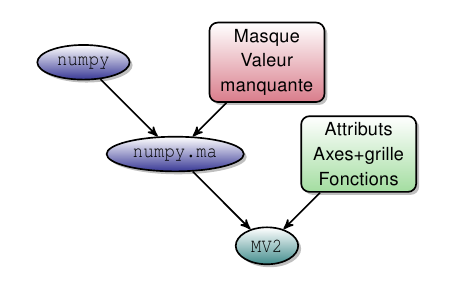 numpy
Masque
Valeur
manquante
numpy.ma
Attributs
Axes+grille
Fonctions
MV2